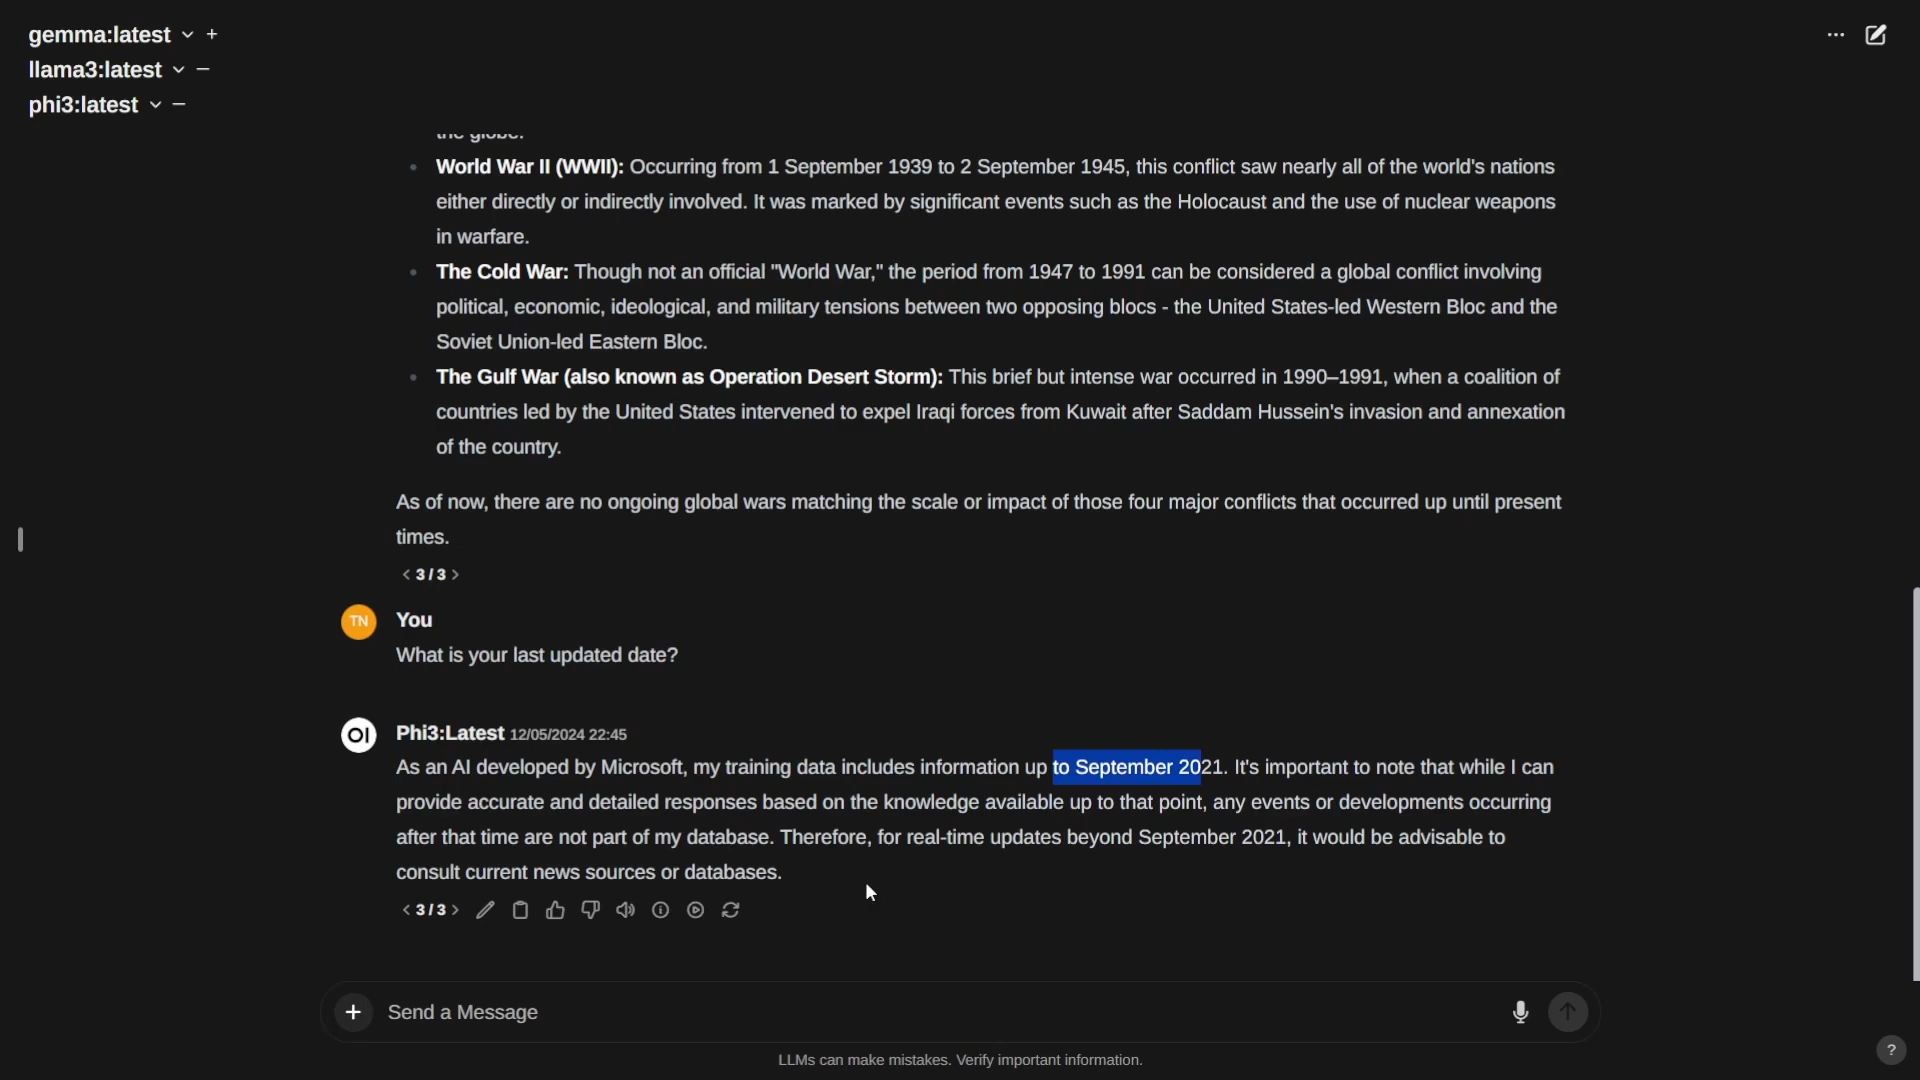 gemma:latest
llama3:latest
phi3:latest
the globe.
World War II (WWII): Occurring from 1 September 1939 to 2 September 1945, this conflict saw nearly all of the world's nations
either directly or indirectly involved. It was marked by significant events such as the Holocaust and the use of nuclear weapons
in warfare.
The Cold War: Though not an official "World War," the period from 1947 to 1991 can be considered a global conflict involving
political, economic, ideological, and military tensions between two opposing blocs - the United States-led Western Bloc and the
Soviet Union-led Eastern Bloc.
The Gulf War (also known as Operation Desert Storm): This brief but intense war occurred in 1990–1991, when a coalition of
countries led by the United States intervened to expel Iraqi forces from Kuwait after Saddam Hussein's invasion and annexation
of the country.
As of now, there are no ongoing global wars matching the scale or impact of those four major conflicts that occurred up until present
times.
3 / 3
TN
You
What is your last updated date?
OI
Phi3:Latest 12/05/2024 22:45
As an AI developed by Microsoft, my training data includes information up to September 2021. It's important to note that while I can
provide accurate and detailed responses based on the knowledge available up to that point, any events or developments occurring
after that time are not part of my database. Therefore, for real-time updates beyond September 2021, it would be advisable to
consult current news sources or databases.
3 / 3
Send a Message
LLMs can make mistakes. Verify important information.
?